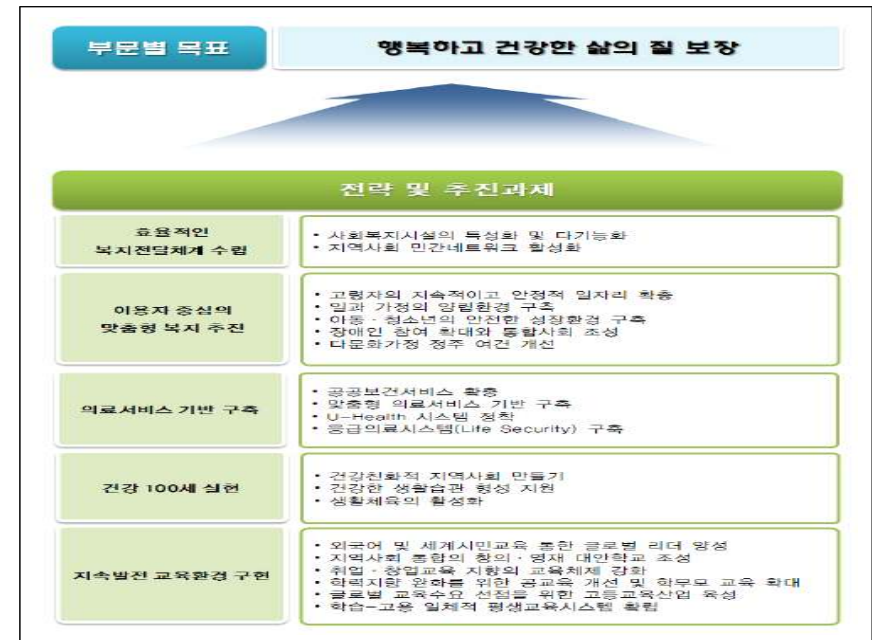 부문별 목표
행복하고 건강한 삶의 질 보장
전략 및 추진과제
효율적인
복지전달체계 수립
• 사회복지시설의 특성화 및 다기능화
• 지역사회 민간네트워크 활성화
이용자 중심의
맞춤형 복지 추진
• 고령자의 지속적이고 안정적 일자리 확충
• 일과 가정의 양립환경 구축
• 아동·청소년의 안전한 성장환경 구축
• 장애인 참여 확대와 통합사회 조성
• 다문화가정 정주 여건 개선
의료서비스 기반 구축
• 공공보건서비스 확충
• 맞춤형 의료서비스 기반 구축
• U-Health 시스템 정착
• 응급의료시스템(Life Security) 구축
건강 100세 실현
• 건강친화적 지역사회 만들기
• 건강한 생활습관 형성 지원
• 생활체육의 활성화
지속발전 교육환경 구현
• 외국어 및 세계시민교육 통한 글로벌 리더 양성
• 지역사회 통합의 창의·영재 대안학교 조성
• 취업·창업교육 지향의 교육체제 강화
• 학력지향 완화를 위한 공교육 개선 및 학부모 교육 확대
• 글로벌 교육수요 선점을 위한 고등교육산업 육성
• 학습-고용 일체적 평생교육시스템 확립